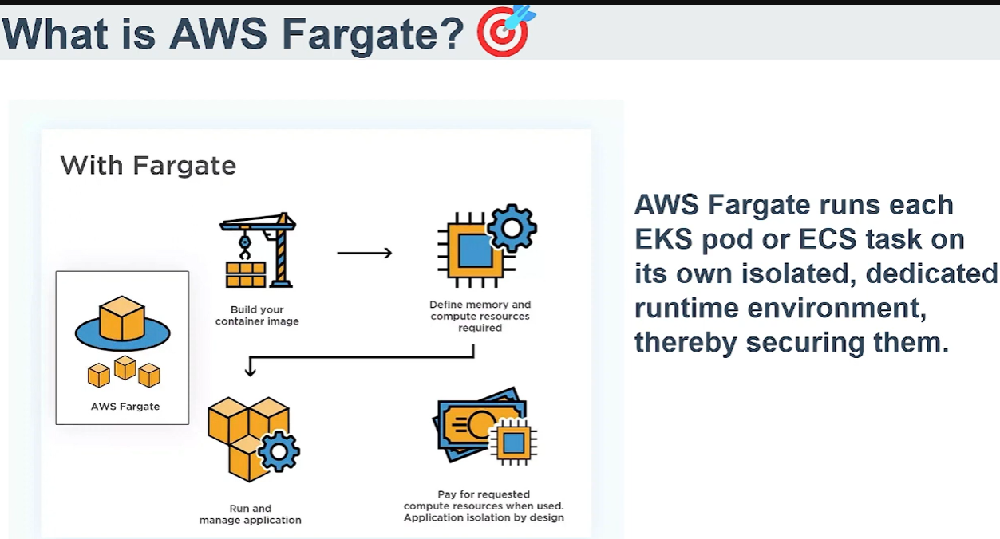 What is AWS Fargate?
With Fargate
AWS Fargate
Build your
container image
Define memory and
compute resources
required
Run and
manage application
Pay for requested
compute resources when used.
Application isolation by design
AWS Fargate runs each
EKS pod or ECS task on
its own isolated, dedicated
runtime environment,
thereby securing them.